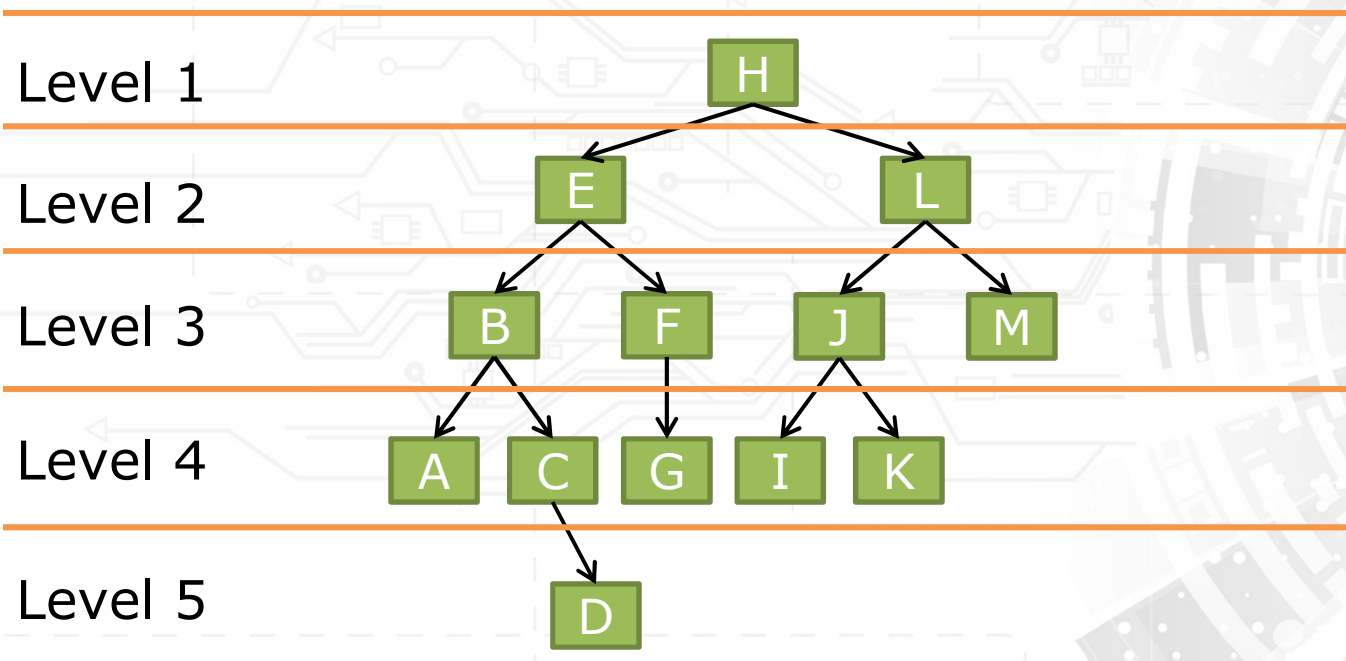 Level 1
H
Level 2
E L
Level 3
B F J M
Level 4
A C G I K
Level 5
D